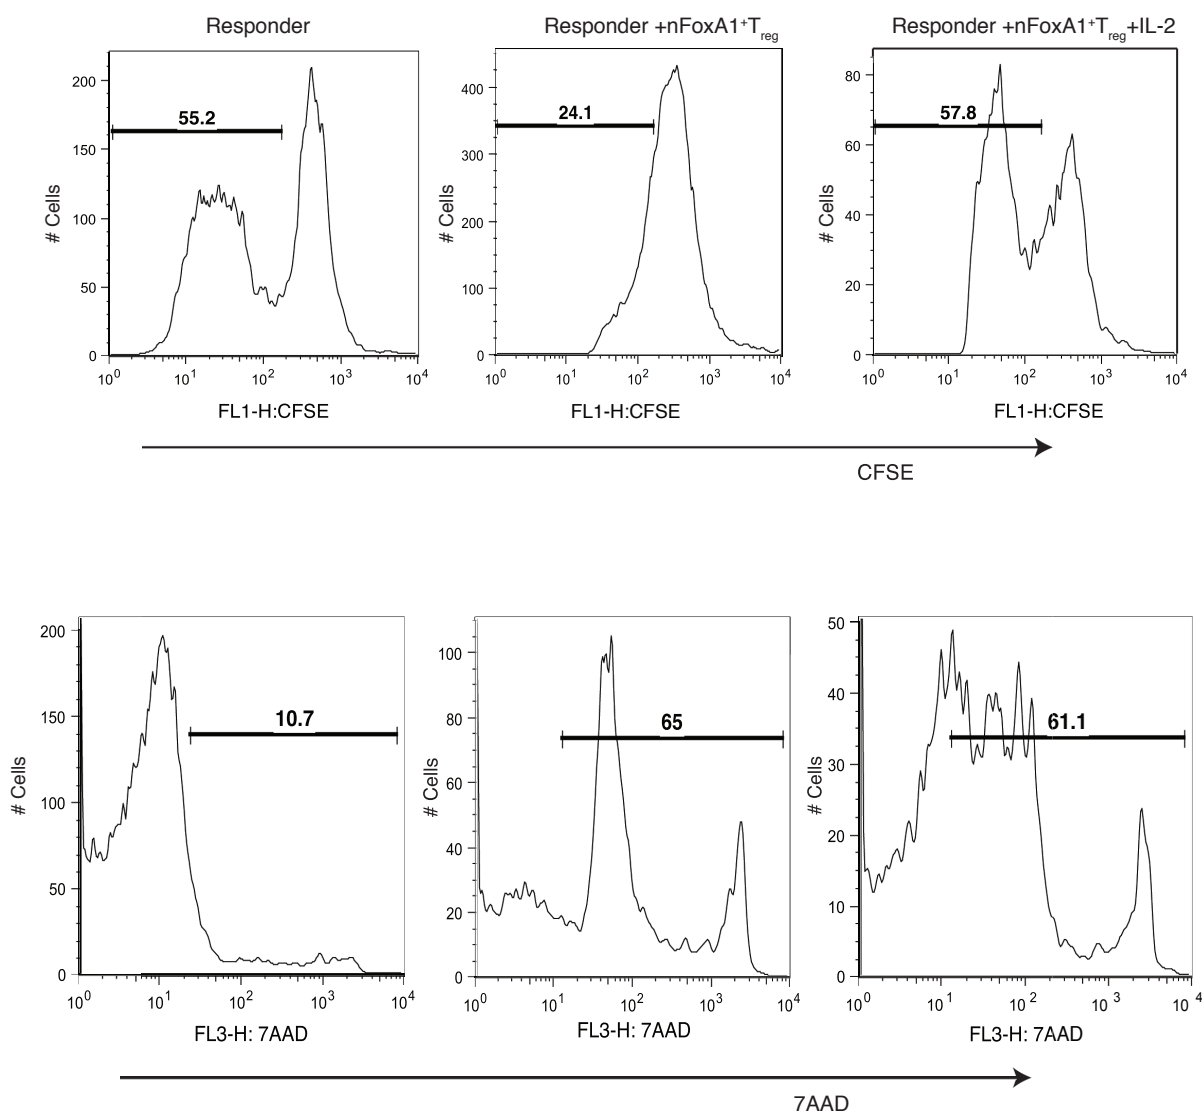 Responder
Responder +nFoxA1⁺Treg
Responder +nFoxA1⁺Treg+IL-2
200
150
100
50
0
# Cells
55.2
10⁰ 10¹ 10² 10³ 10⁴
FL1-H:CFSE
400
300
200
100
0
# Cells
24.1
10⁰ 10¹ 10² 10³ 10⁴
FL1-H:CFSE
80
60
40
20
0
# Cells
57.8
10⁰ 10¹ 10² 10³ 10⁴
FL1-H:CFSE
CFSE
200
150
100
50
0
# Cells
10.7
10⁰ 10¹ 10² 10³ 10⁴
FL3-H: 7AAD
100
80
60
40
20
0
# Cells
65
10⁰ 10¹ 10² 10³ 10⁴
FL3-H: 7AAD
50
40
30
20
10
0
# Cells
61.1
10⁰ 10¹ 10² 10³ 10⁴
FL3-H: 7AAD
7AAD